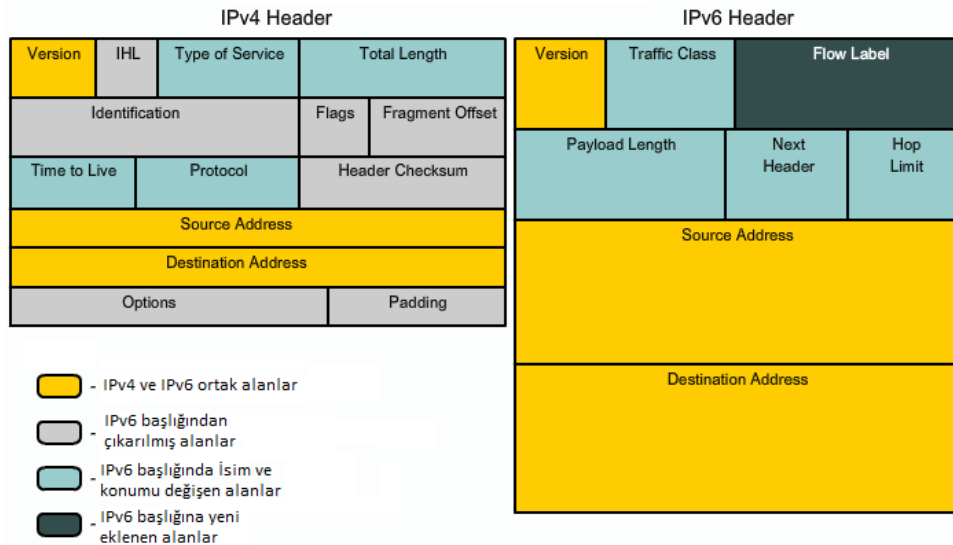 IPv4 Header
Version IHL Type of Service Total Length
Identification Flags Fragment Offset
Time to Live Protocol Header Checksum
Source Address
Destination Address
Options Padding
IPv6 Header
Version Traffic Class Flow Label
Payload Length Next Header Hop Limit
Source Address
Destination Address
- IPv4 ve IPv6 ortak alanlar
- IPv6 başlığından
çıkarılmış alanlar
- IPv6 başlığında İsim ve
konumu değişen alanlar
- IPv6 başlığına yeni
eklenen alanlar